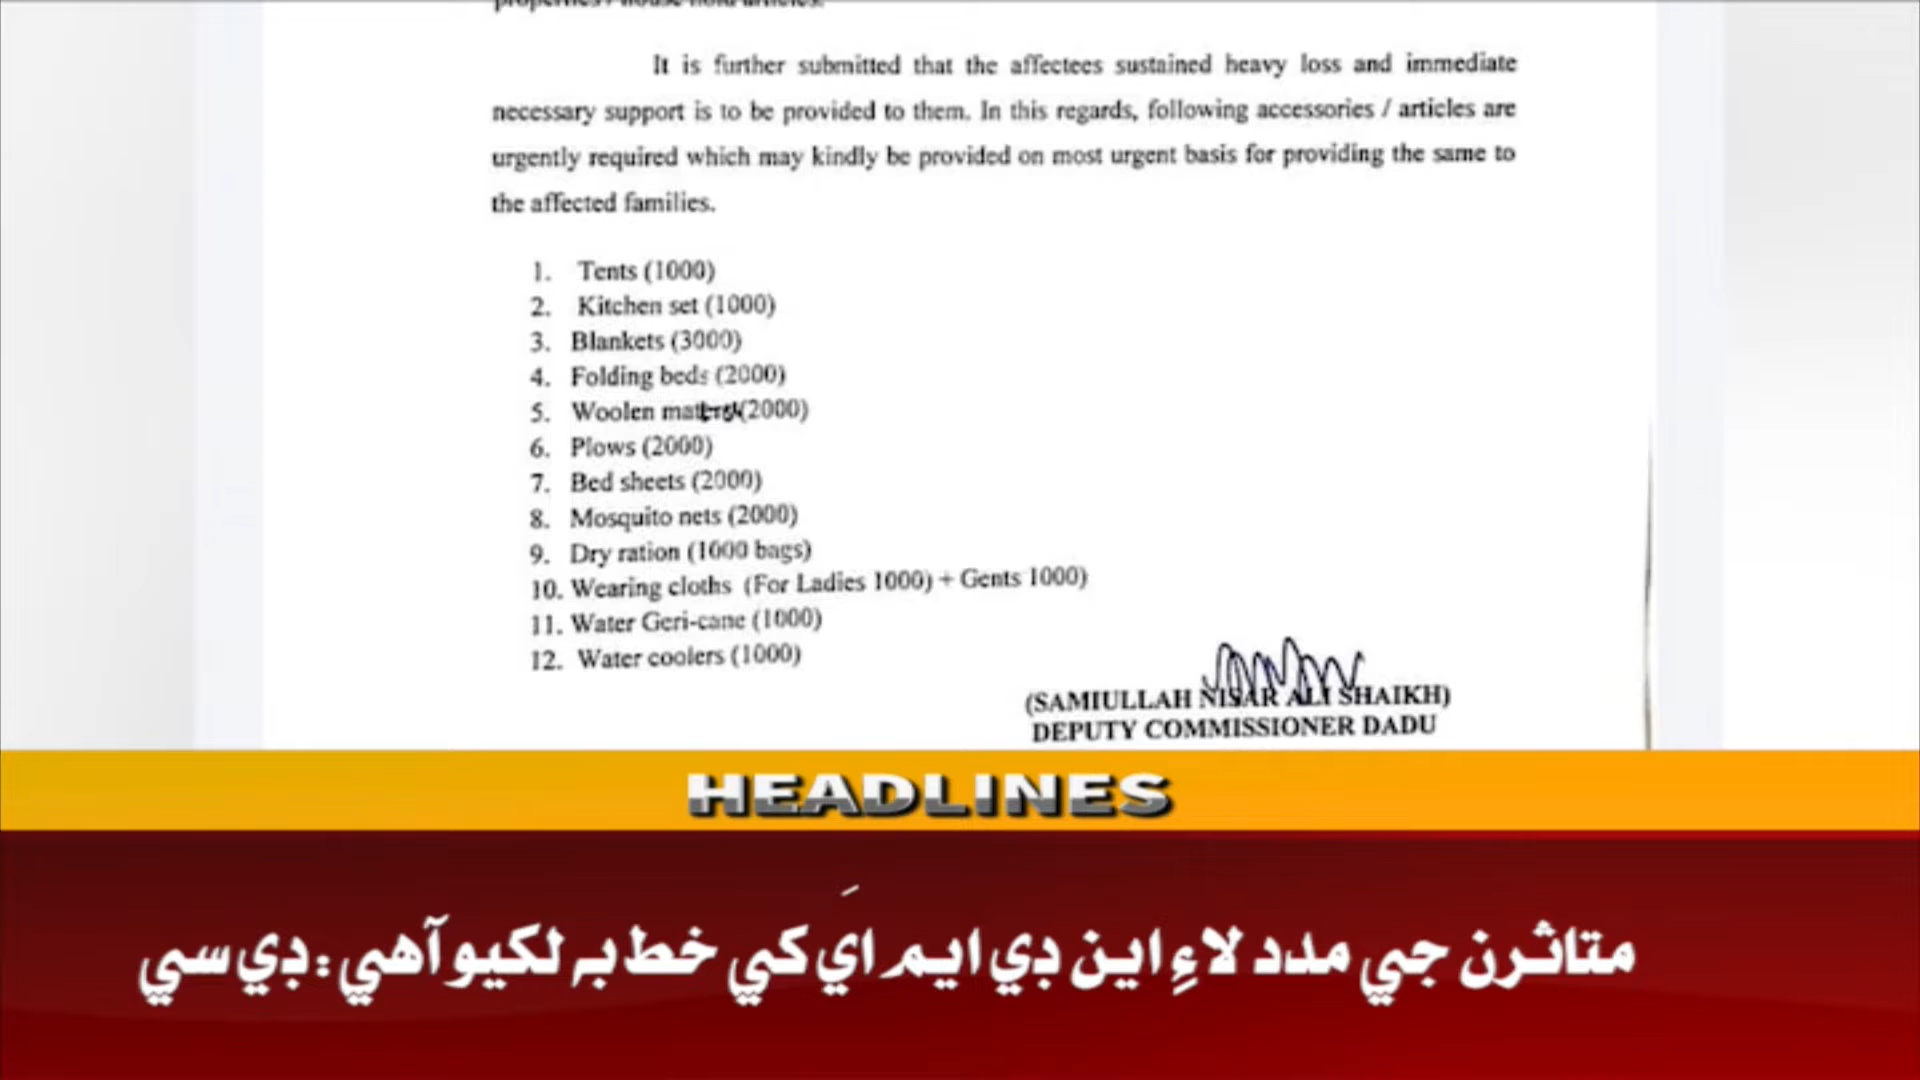 properties / house hold articles.
It is further submitted that the affectees sustained heavy loss and immediate
necessary support is to be provided to them. In this regards, following accessories / articles are
urgently required which may kindly be provided on most urgent basis for providing the same to
the affected families.
1. Tents (1000)
2. Kitchen set (1000)
3. Blankets (3000)
4. Folding beds (2000)
5. Woolen (2000)
6. Plows (2000)
7. Bed sheets (2000)
8. Mosquito nets (2000)
9. Dry ration (1000 bags)
10. Wearing cloths (For Ladies 1000) + Gents 1000)
11. Water Geri-cane (1000)
12. Water coolers (1000)
(SAMIULLAH NISAR ALI SHAIKH)
DEPUTY COMMISSIONER DADU
HEADLINES
متاثرن جي مدد لاءِ اين ڊي ايم اَي کي خط به لکيو آهي: ڊي سي